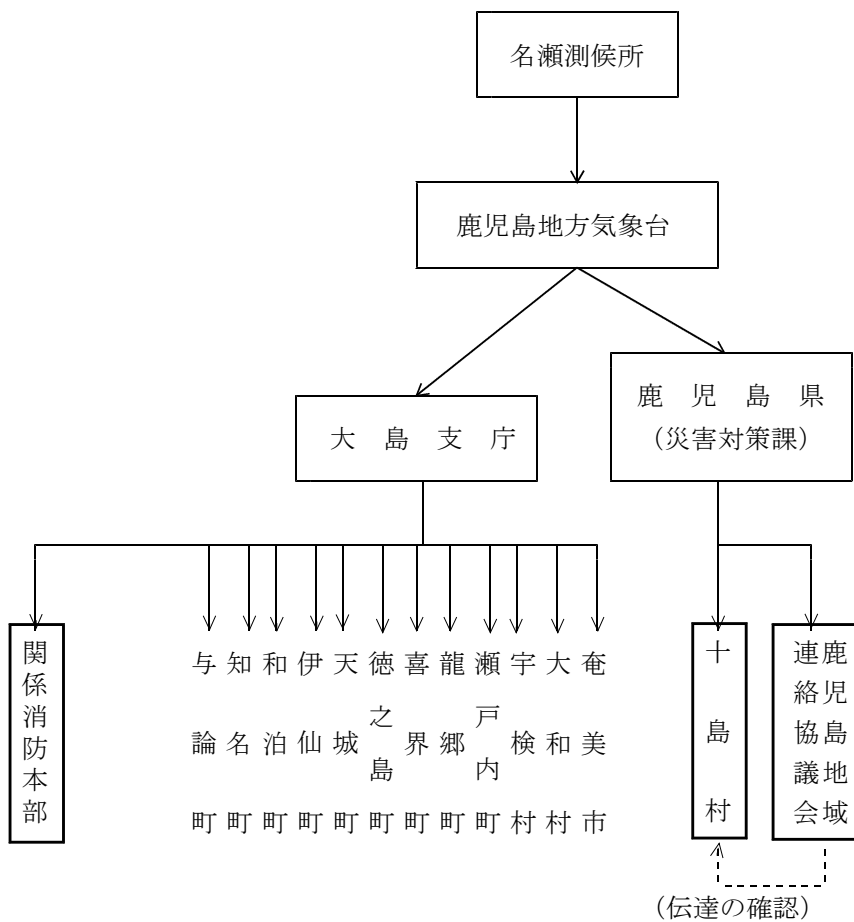 名瀬測候所
鹿児島地方気象台
鹿児島県
(災害対策課)
大島支庁
関係消防本部
与論町
知名町
和泊町
伊仙町
天城町
徳之島町
喜界町
龍郷町
瀬戸内町
宇検村
大和村
奄美市
十島村
鹿児島地域
連絡協議会
(伝達の確認)